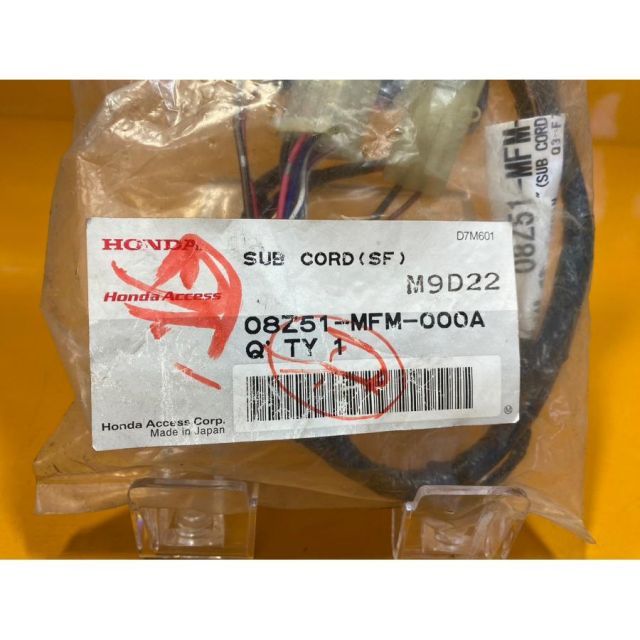 HONDA
D7M601
SUB CORD(SF)
M9D22
Honda Access
08Z51-MFM-000A
Q'TY 1
Honda Access Corp.
Made in Japan
M
08Z51-MFM-
(SUB CORD